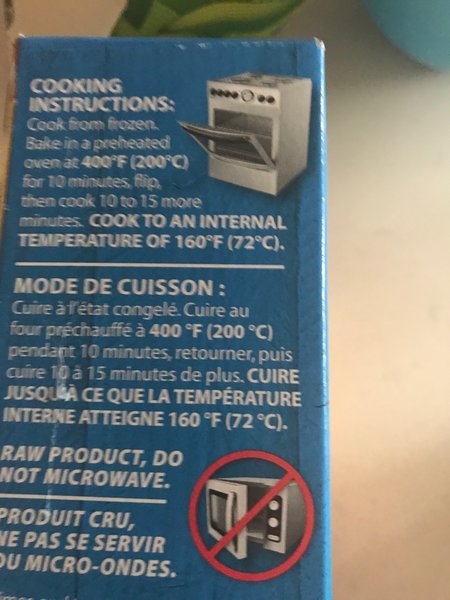 COOKING
INSTRUCTIONS:
Cook from frozen.
Bake in a preheated
oven at 400°F (200°C)
for 10 minutes, flip,
then cook 10 to 15 more
minutes. COOK TO AN INTERNAL
TEMPERATURE OF 160°F (72°C).
MODE DE CUISSON :
Cuire à l'état congelé. Cuire au
four préchauffé à 400 °F (200 °C)
pendant 10 minutes, retourner, puis
cuire 10 à 15 minutes de plus. CUIRE
JUSQU'À CE QUE LA TEMPÉRATURE
INTERNE ATTEIGNE 160 °F (72 °C).
RAW PRODUCT, DO
NOT MICROWAVE.
PRODUIT CRU,
NE PAS SE SERVIR
DU MICRO-ONDES.